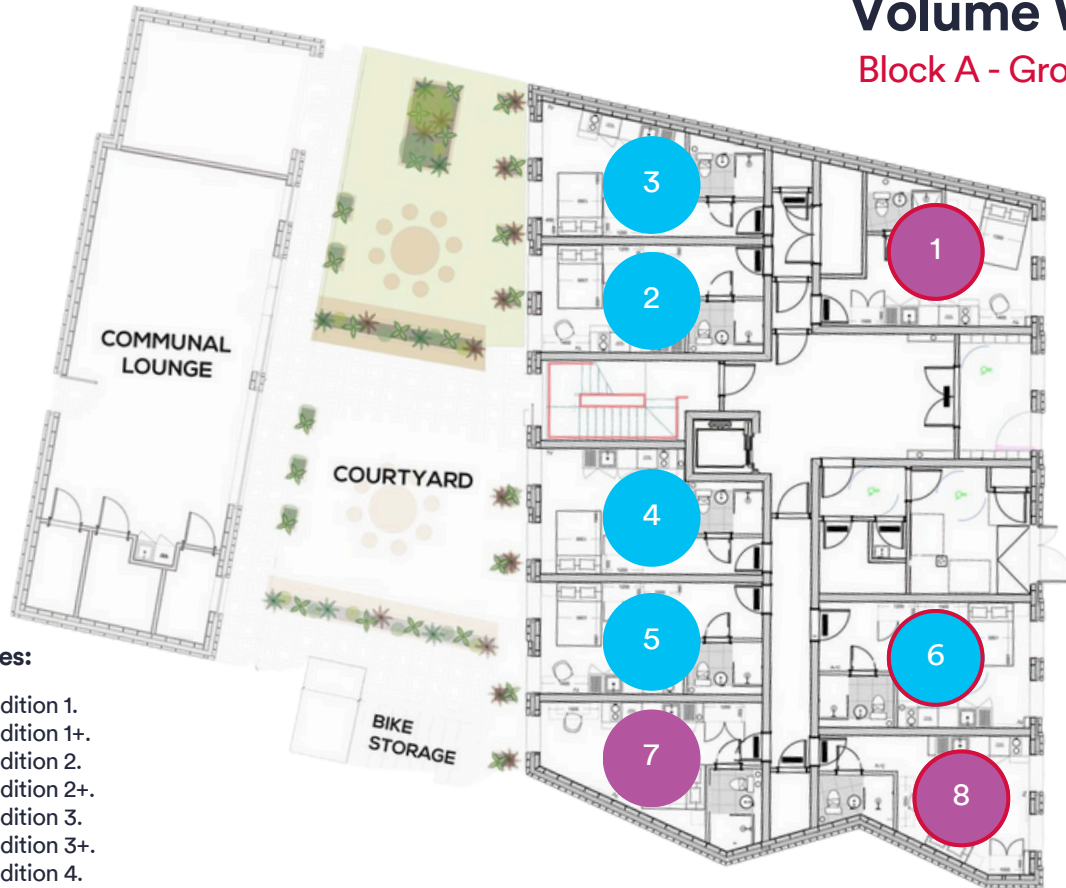 Volume W
Block A - Gro
3
1
2
COMMUNAL
LOUNGE
COURTYARD
4
5
6
BIKE
STORAGE
7
8
es:
dition 1.
dition 1+.
dition 2.
dition 2+.
dition 3.
dition 3+.
dition 4.